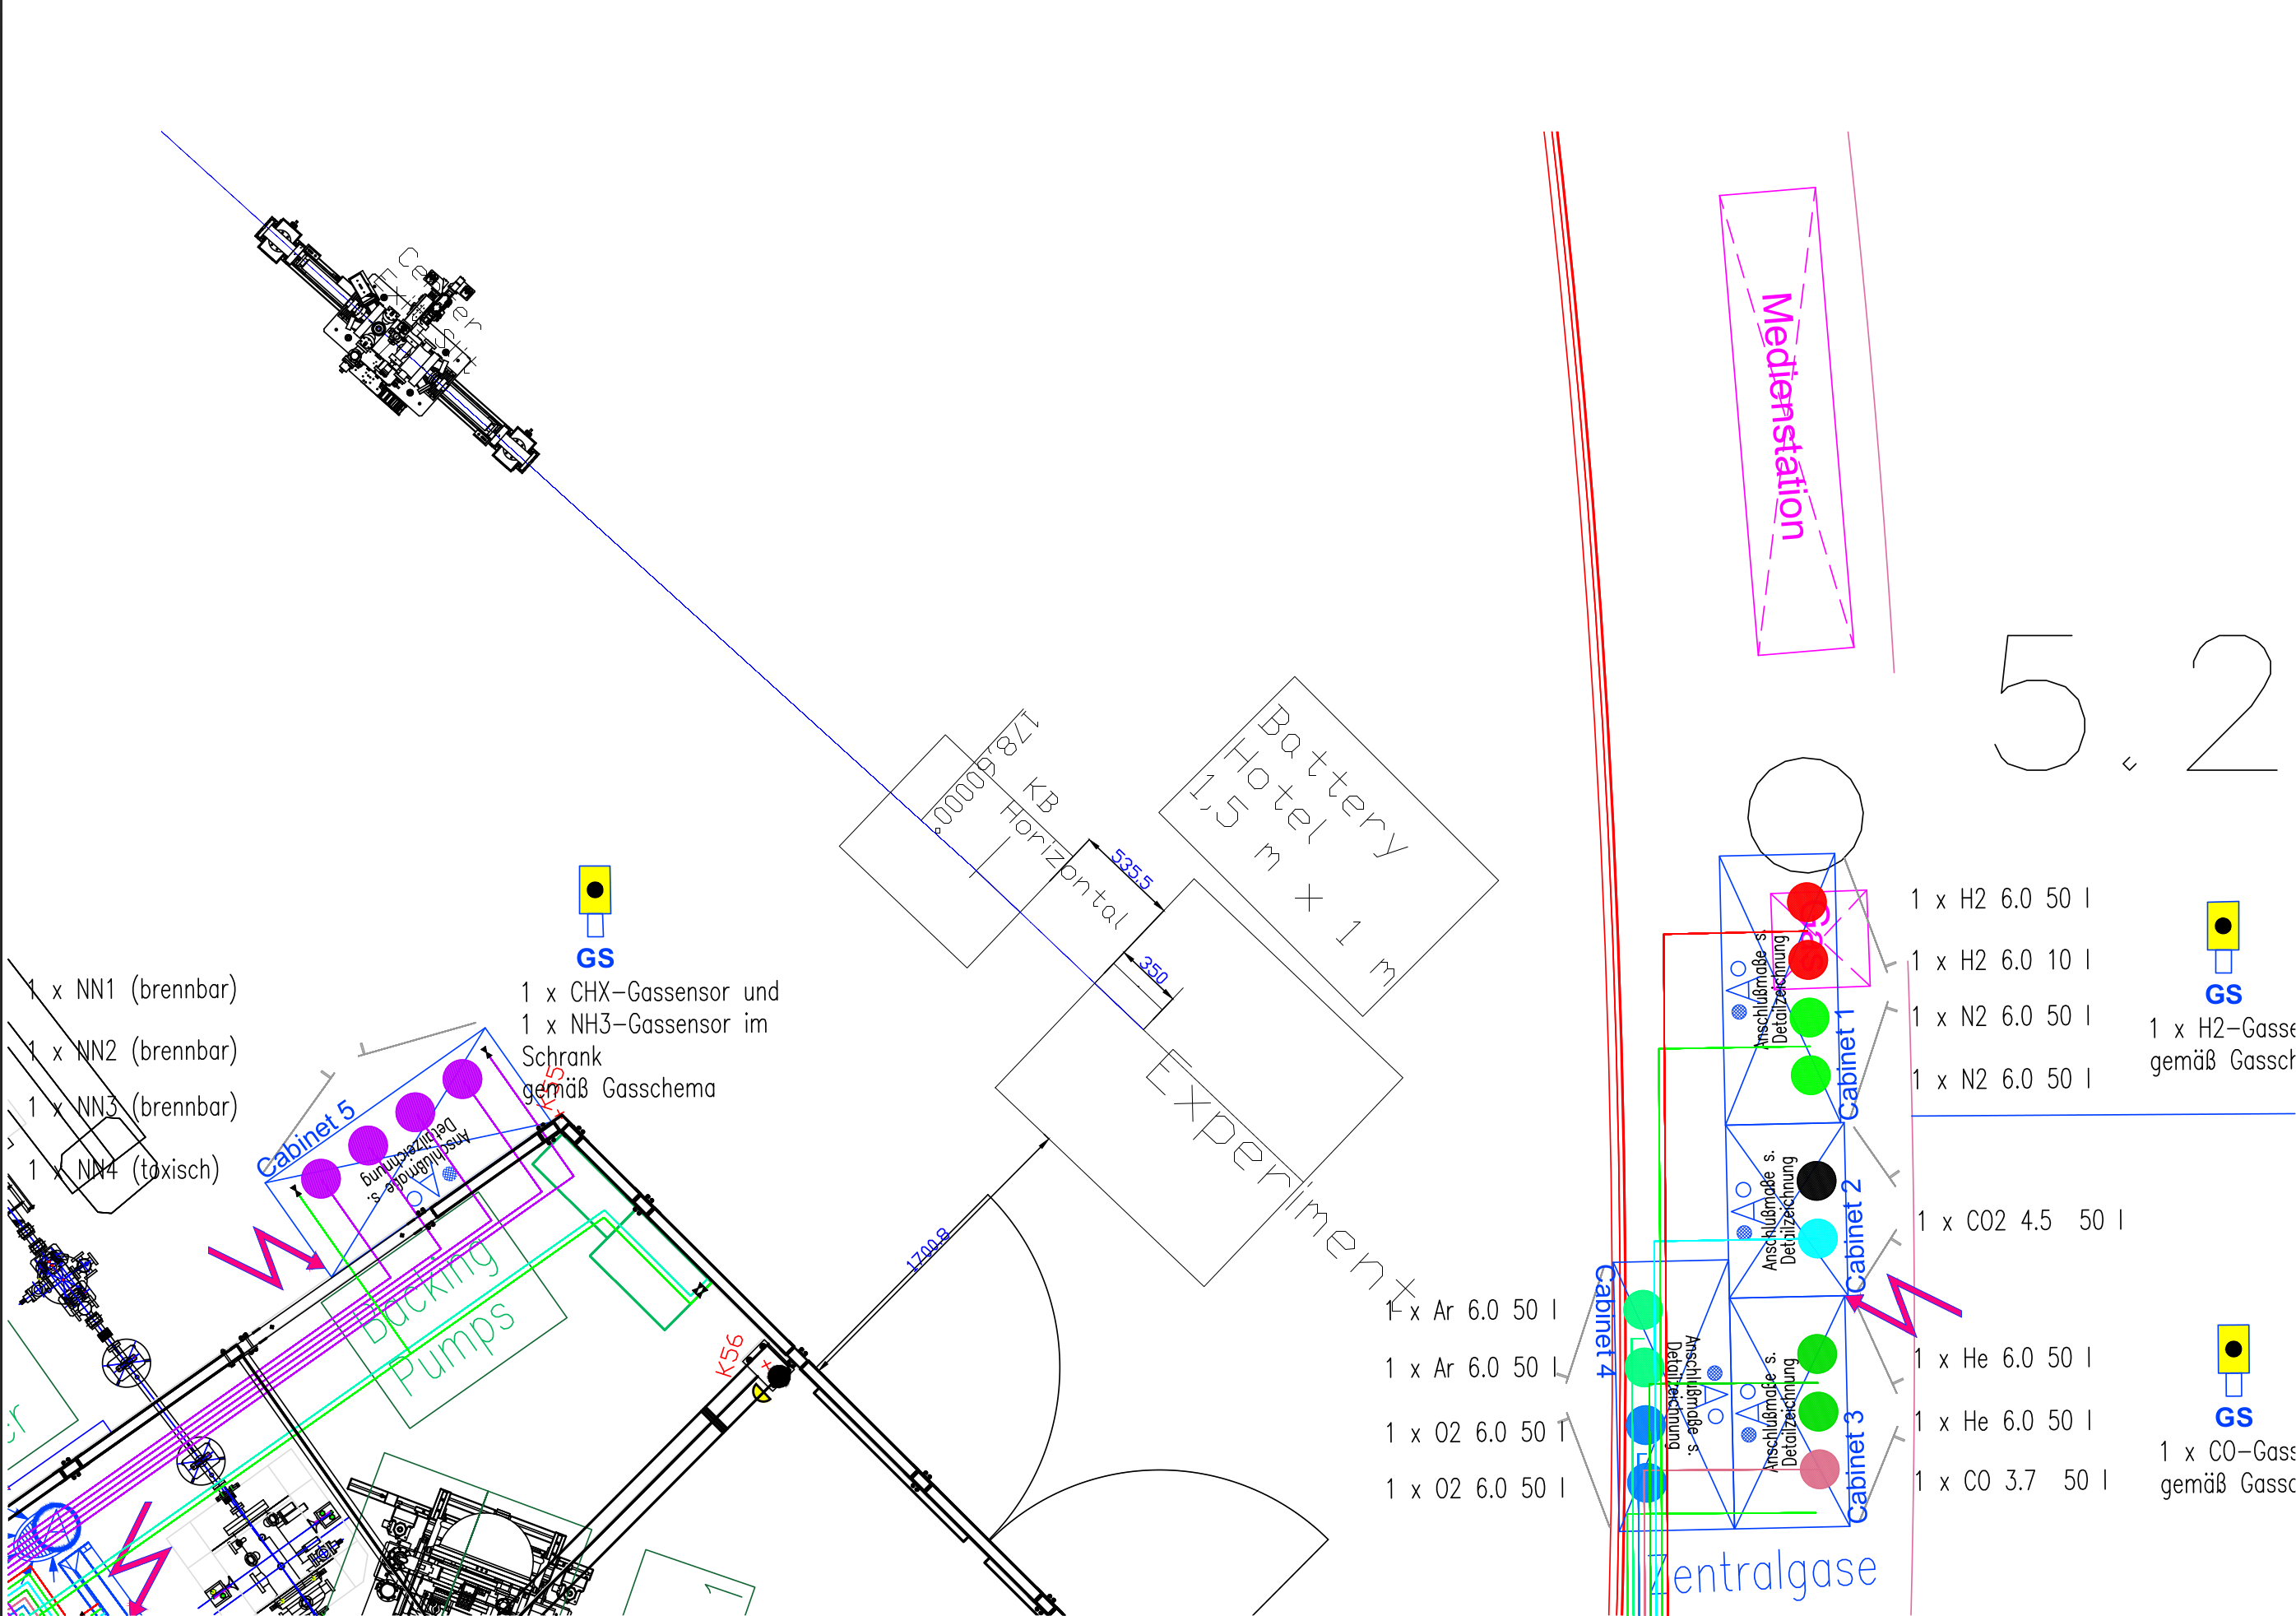 Center
Medienstation
5.2
Battery
Hotel
1,5 m x 1 m
178.60000°
KB
Horizontal
535.5
350
Experiment
1700.8
GS
1 x CHX-Gassensor und
1 x NH3-Gassensor im
Schrank
gemäß Gasschema
1 x NN1 (brennbar)
1 x NN2 (brennbar)
1 x NN3 (brennbar)
1 x NN4 (toxisch)
Cabinet 5
Anschlußmaße s.
Detailzeichnung
K55
K56
Backing
Pumps
er
1
GS
1 x H2 6.0 50 l
1 x H2 6.0 10 l
1 x N2 6.0 50 l
1 x N2 6.0 50 l
Anschlußmaße s.
Detailzeichnung
Cabinet 1
GS
1 x H2-Gasse
gemäß Gassch
1 x CO2 4.5 50 l
Anschlußmaße s.
Detailzeichnung
Cabinet 2
1 x Ar 6.0 50 l
1 x Ar 6.0 50 l
1 x O2 6.0 50 l
1 x O2 6.0 50 l
Cabinet 4
Anschlußmaße s.
Detailzeichnung
Anschlußmaße s.
Detailzeichnung
Cabinet 3
1 x He 6.0 50 l
1 x He 6.0 50 l
1 x CO 3.7 50 l
GS
1 x CO-Gass
gemäß Gassc
Zentralgase